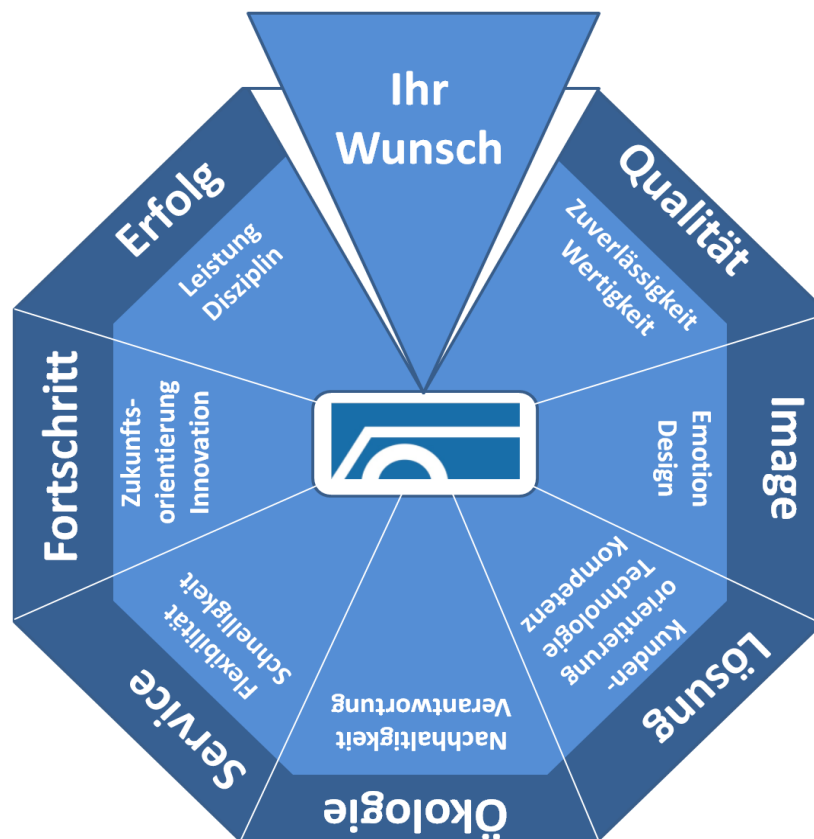 Ihr
Wunsch
Qualität
Zuverlässigkeit
Wertigkeit
Image
Emotion
Design
Lösung
Kunden-
orientierung
Technologie
Kompetenz
Ökologie
Nachhaltigkeit
Verantwortung
Service
Flexibilität
Schnelligkeit
Fortschritt
Zukunfts-
orientierung
Innovation
Erfolg
Leistung
Disziplin